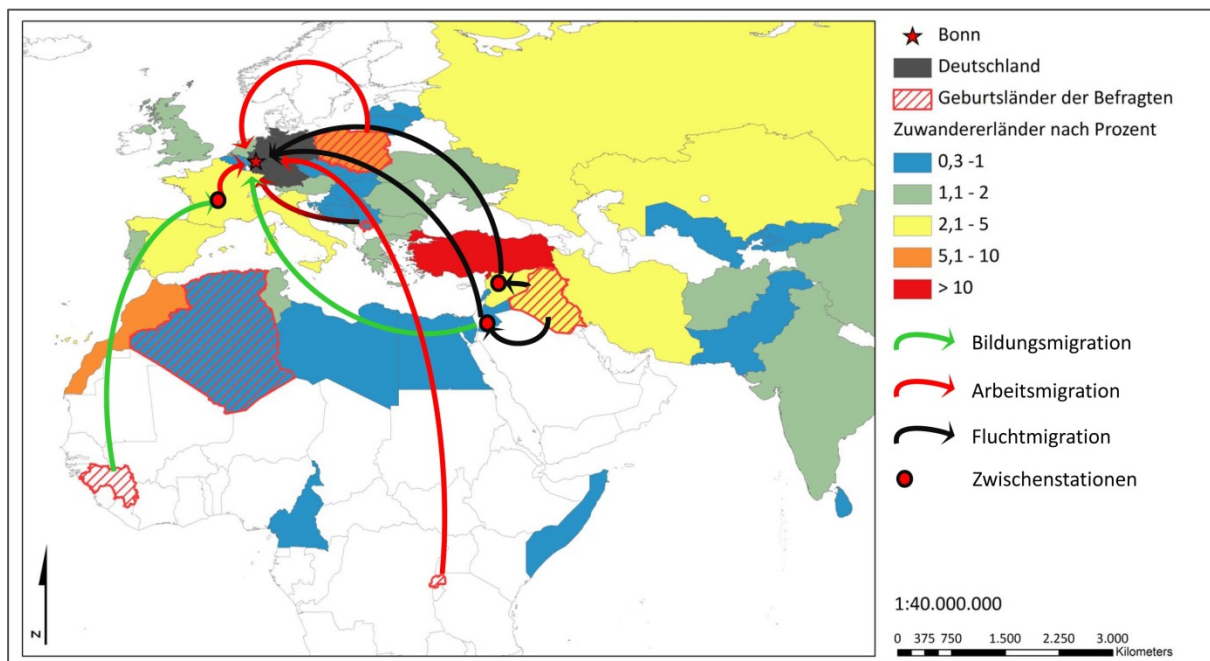 Bonn
Deutschland
Geburtsländer der Befragten
Zuwandererländer nach Prozent
0,3 -1
1,1 - 2
2,1 - 5
5,1 - 10
> 10
Bildungsmigration
Arbeitsmigration
Fluchtmigration
Zwischenstationen
1:40.000.000
0 375 750 1.500 2.250 3.000
Kilometers
N